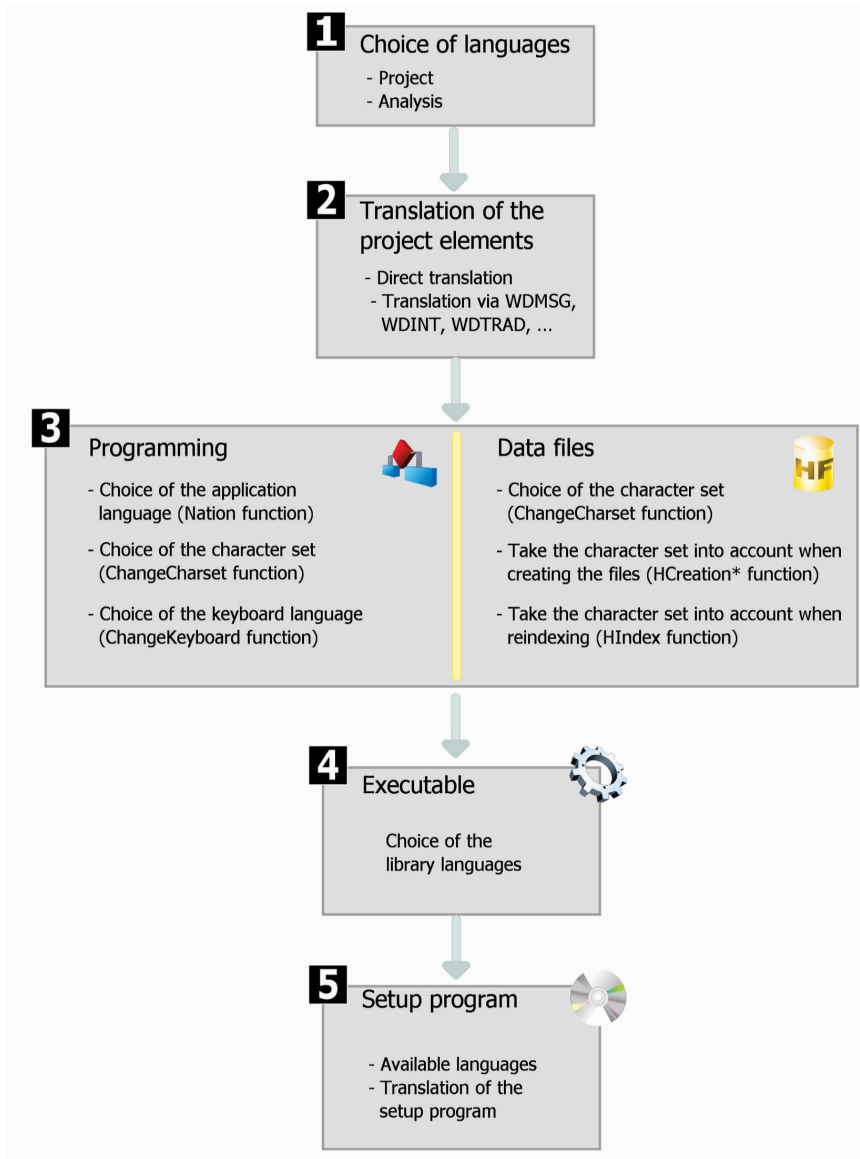 1
Choice of languages
- Project
- Analysis
2
Translation of the
project elements
- Direct translation
- Translation via WDMSG,
WDINT, WDTRAD, ...
3
Programming
- Choice of the application
language (Nation function)
- Choice of the character set
(ChangeCharset function)
- Choice of the keyboard language
(ChangeKeyboard function)
Data files
HF
- Choice of the character set
(ChangeCharset function)
- Take the character set into account when
creating the files (HCreation* function)
- Take the character set into account when
reindexing (HIndex function)
4
Executable
Choice of the
library languages
5
Setup program
- Available languages
- Translation of the
setup program